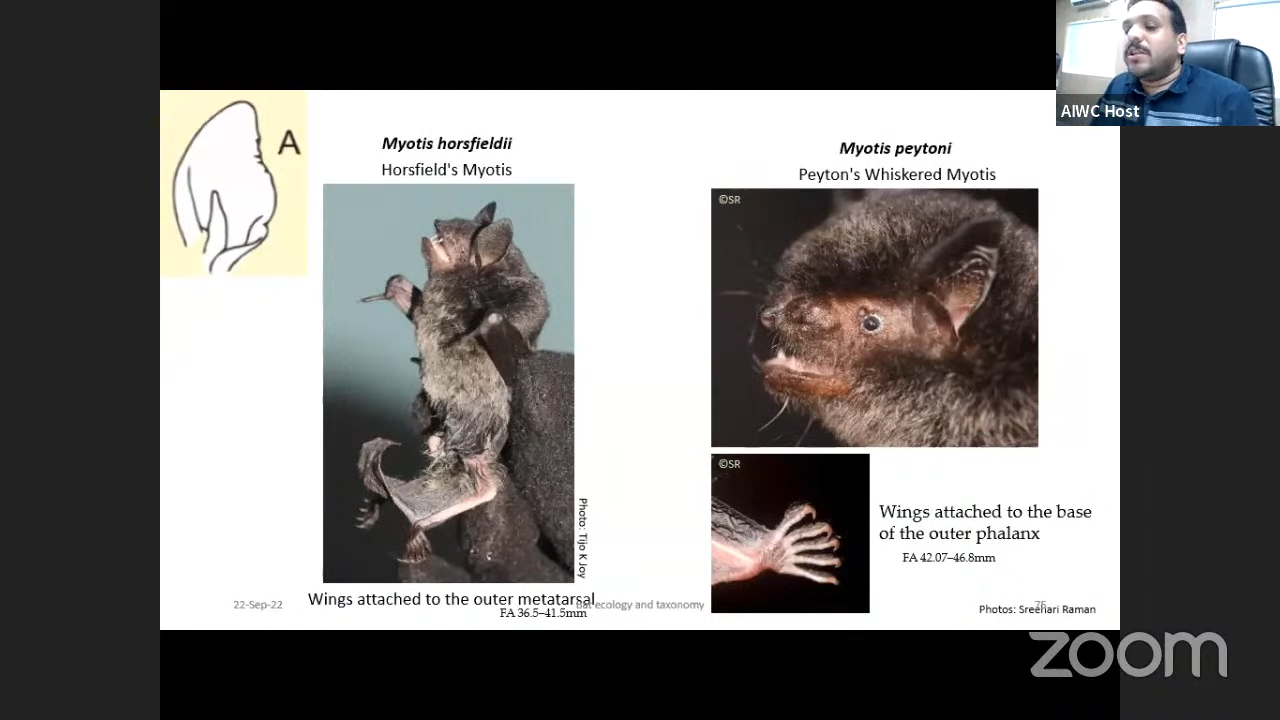 AIWC Host
A
Myotis horsfieldii
Horsfield's Myotis
Photo: Tijo K Joy
Wings attached to the outer metatarsal
FA 36.5–41.5mm
Myotis peytoni
Peyton's Whiskered Myotis
©SR
©SR
Wings attached to the base
of the outer phalanx
FA 42.07–46.8mm
Photos: Sreehari Raman
22-Sep-22
ecology and taxonomy
zoom